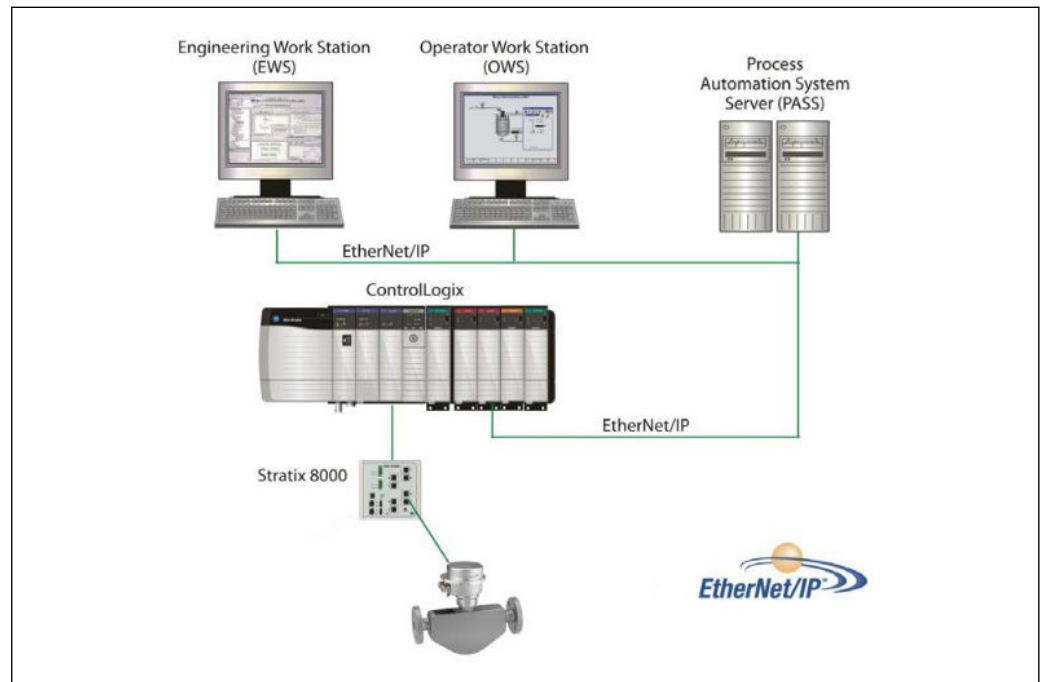 Engineering Work Station
(EWS)
Operator Work Station
(OWS)
Process
Automation System
Server (PASS)
EtherNet/IP
ControlLogix
EtherNet/IP
Stratix 8000
EtherNet/IP™